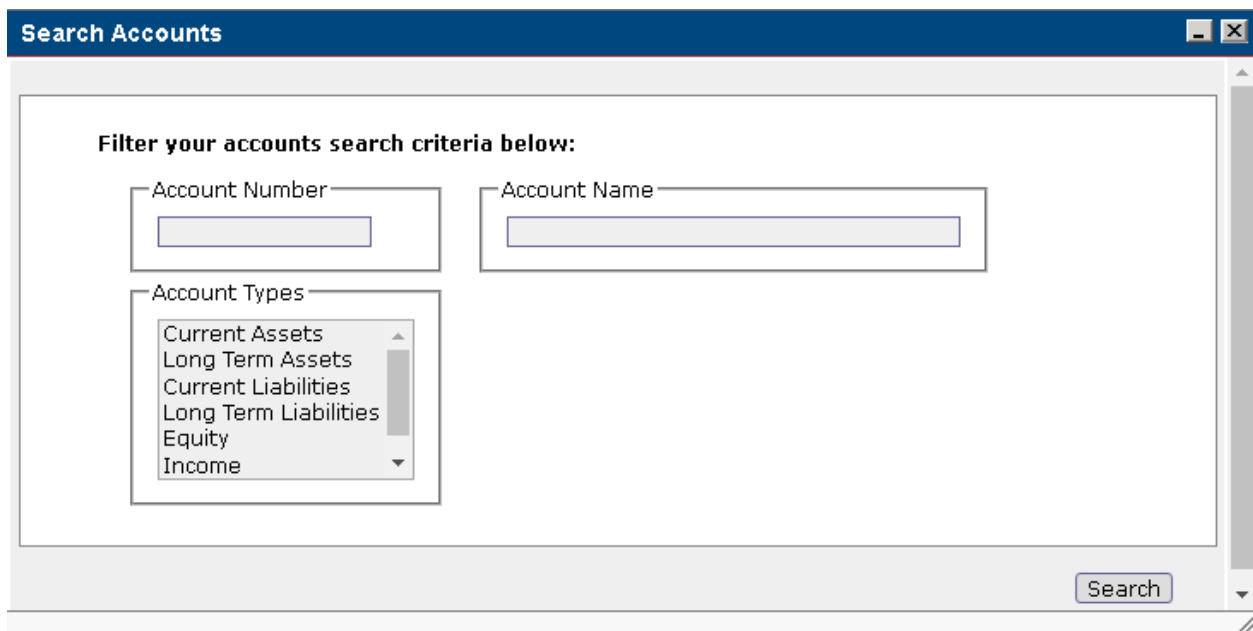 Search Accounts
Filter your accounts search criteria below:
Account Number
Account Name
Account Types
Current Assets
Long Term Assets
Current Liabilities
Long Term Liabilities
Equity
Income
Search